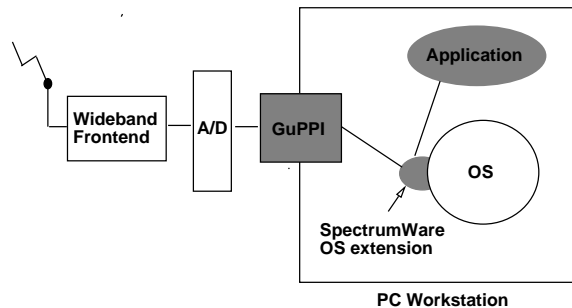 Application
Wideband
Frontend
A/D
GuPPI
OS
SpectrumWare
OS extension
PC Workstation